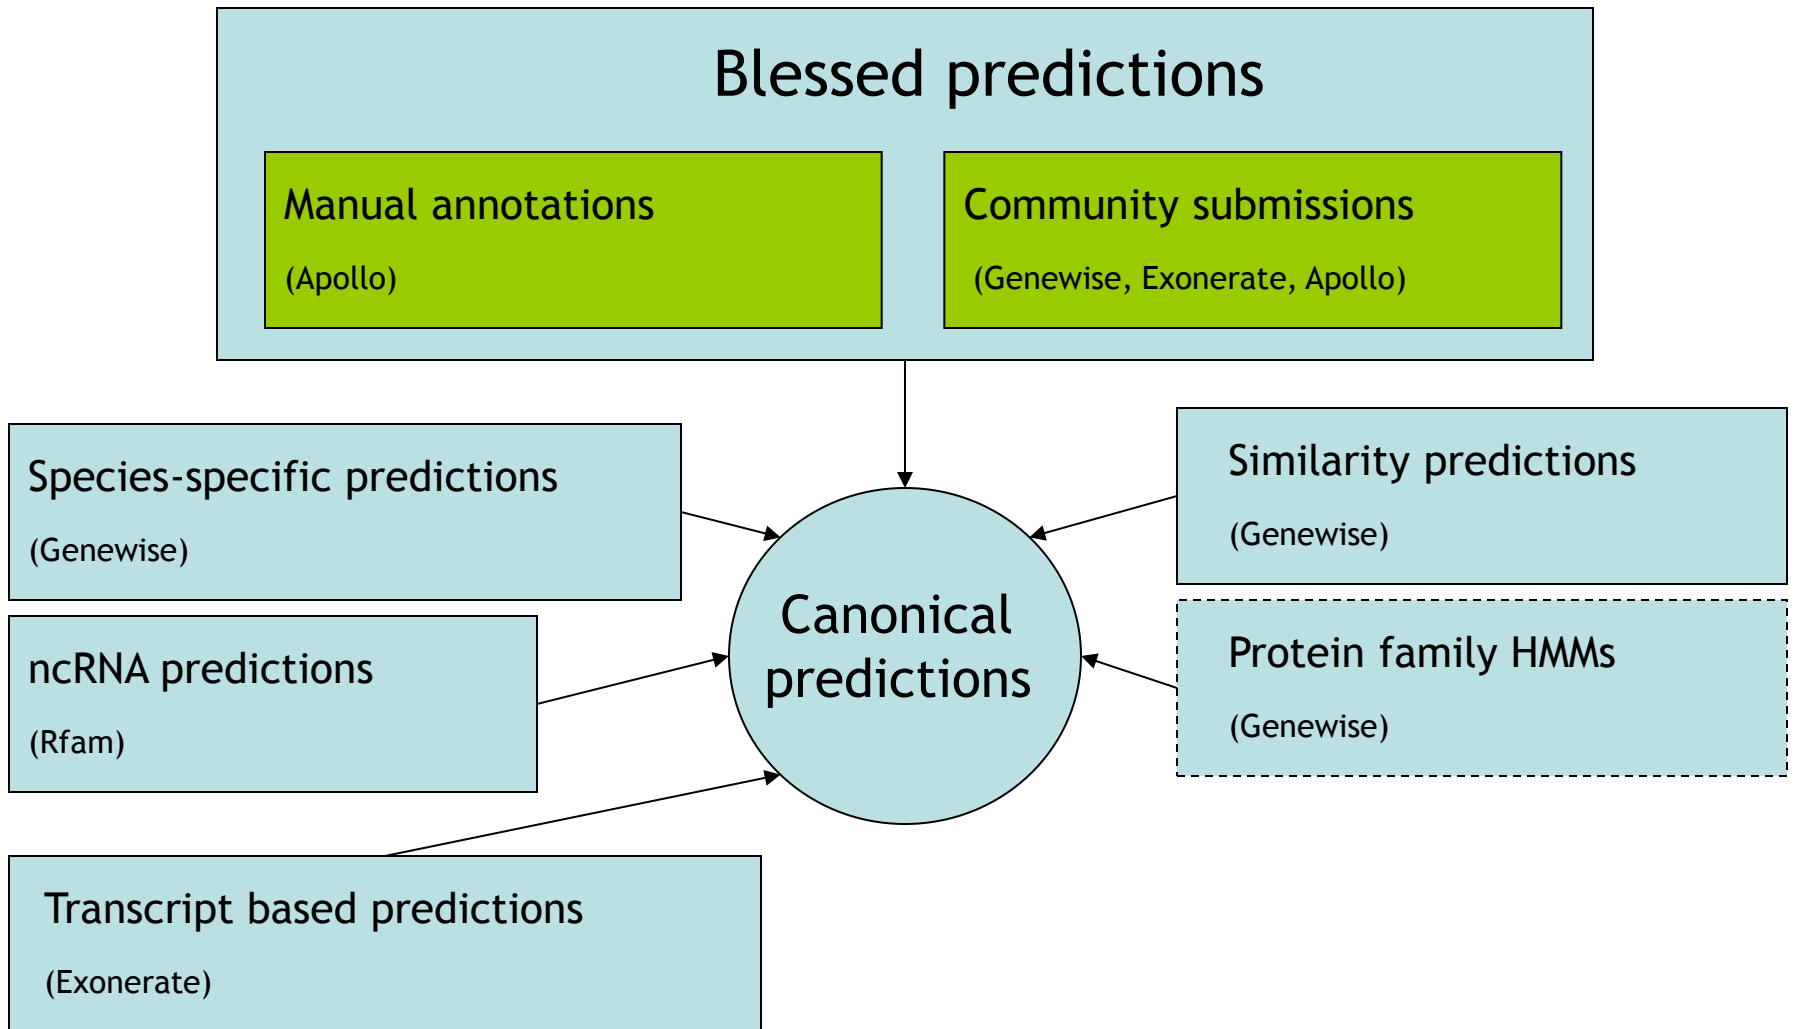 Blessed predictions
Manual annotations
(Apollo)
Community submissions
(Genewise, Exonerate, Apollo)
Species-specific predictions
(Genewise)
Similarity predictions
(Genewise)
Canonical
predictions
ncRNA predictions
(Rfam)
Protein family HMMs
(Genewise)
Transcript based predictions
(Exonerate)